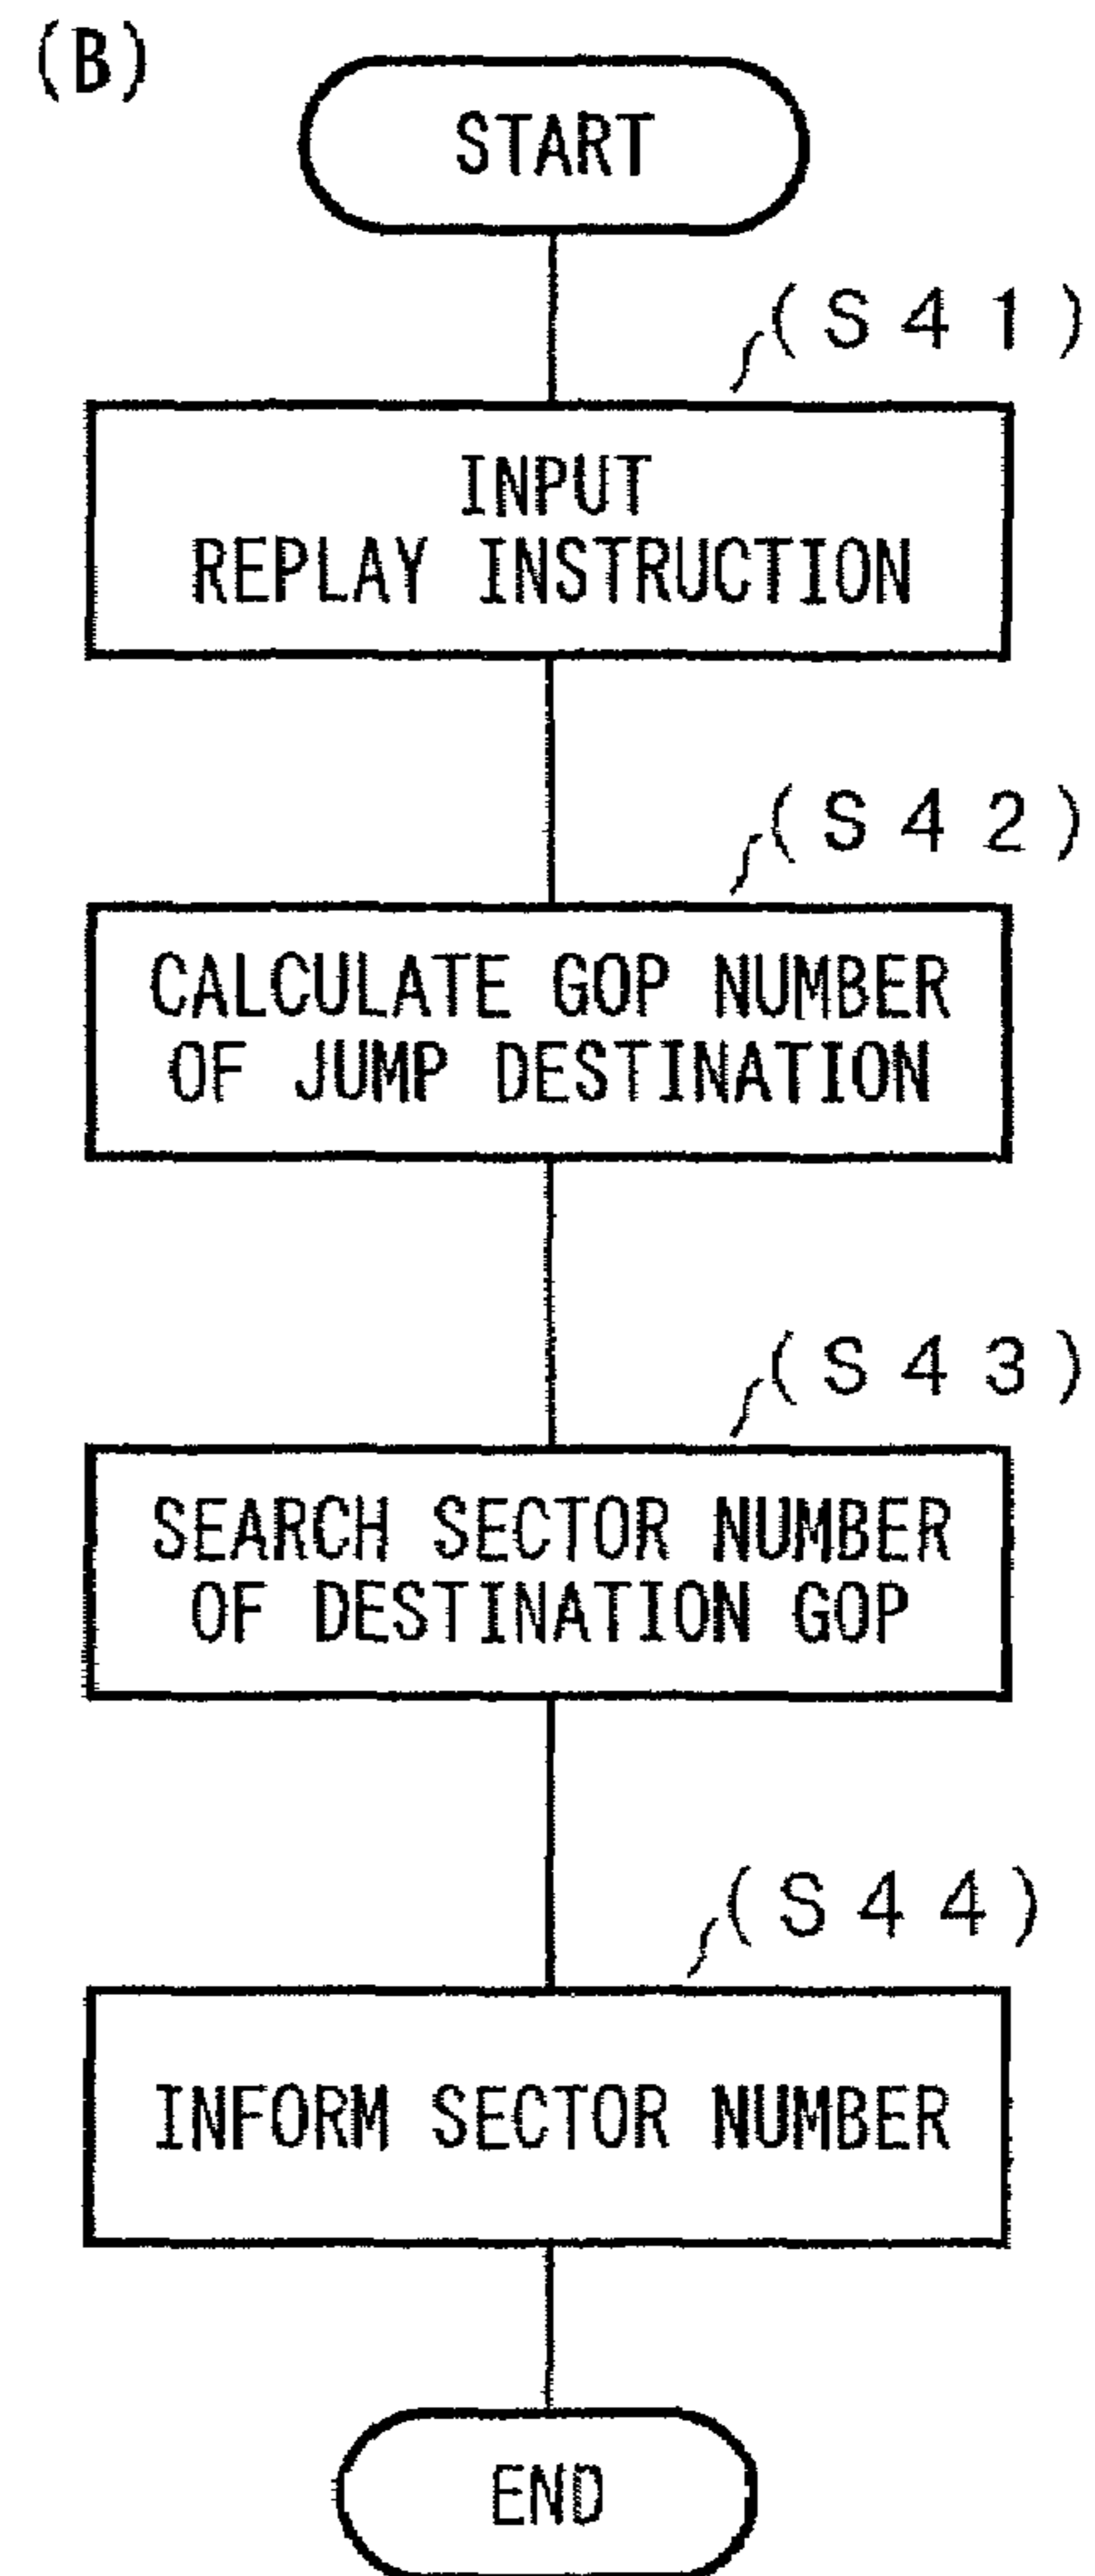 (B)
START
(S41)
INPUT
REPLAY INSTRUCTION
(S42)
CALCULATE GOP NUMBER
OF JUMP DESTINATION
(S43)
SEARCH SECTOR NUMBER
OF DESTINATION GOP
(S44)
INFORM SECTOR NUMBER
END